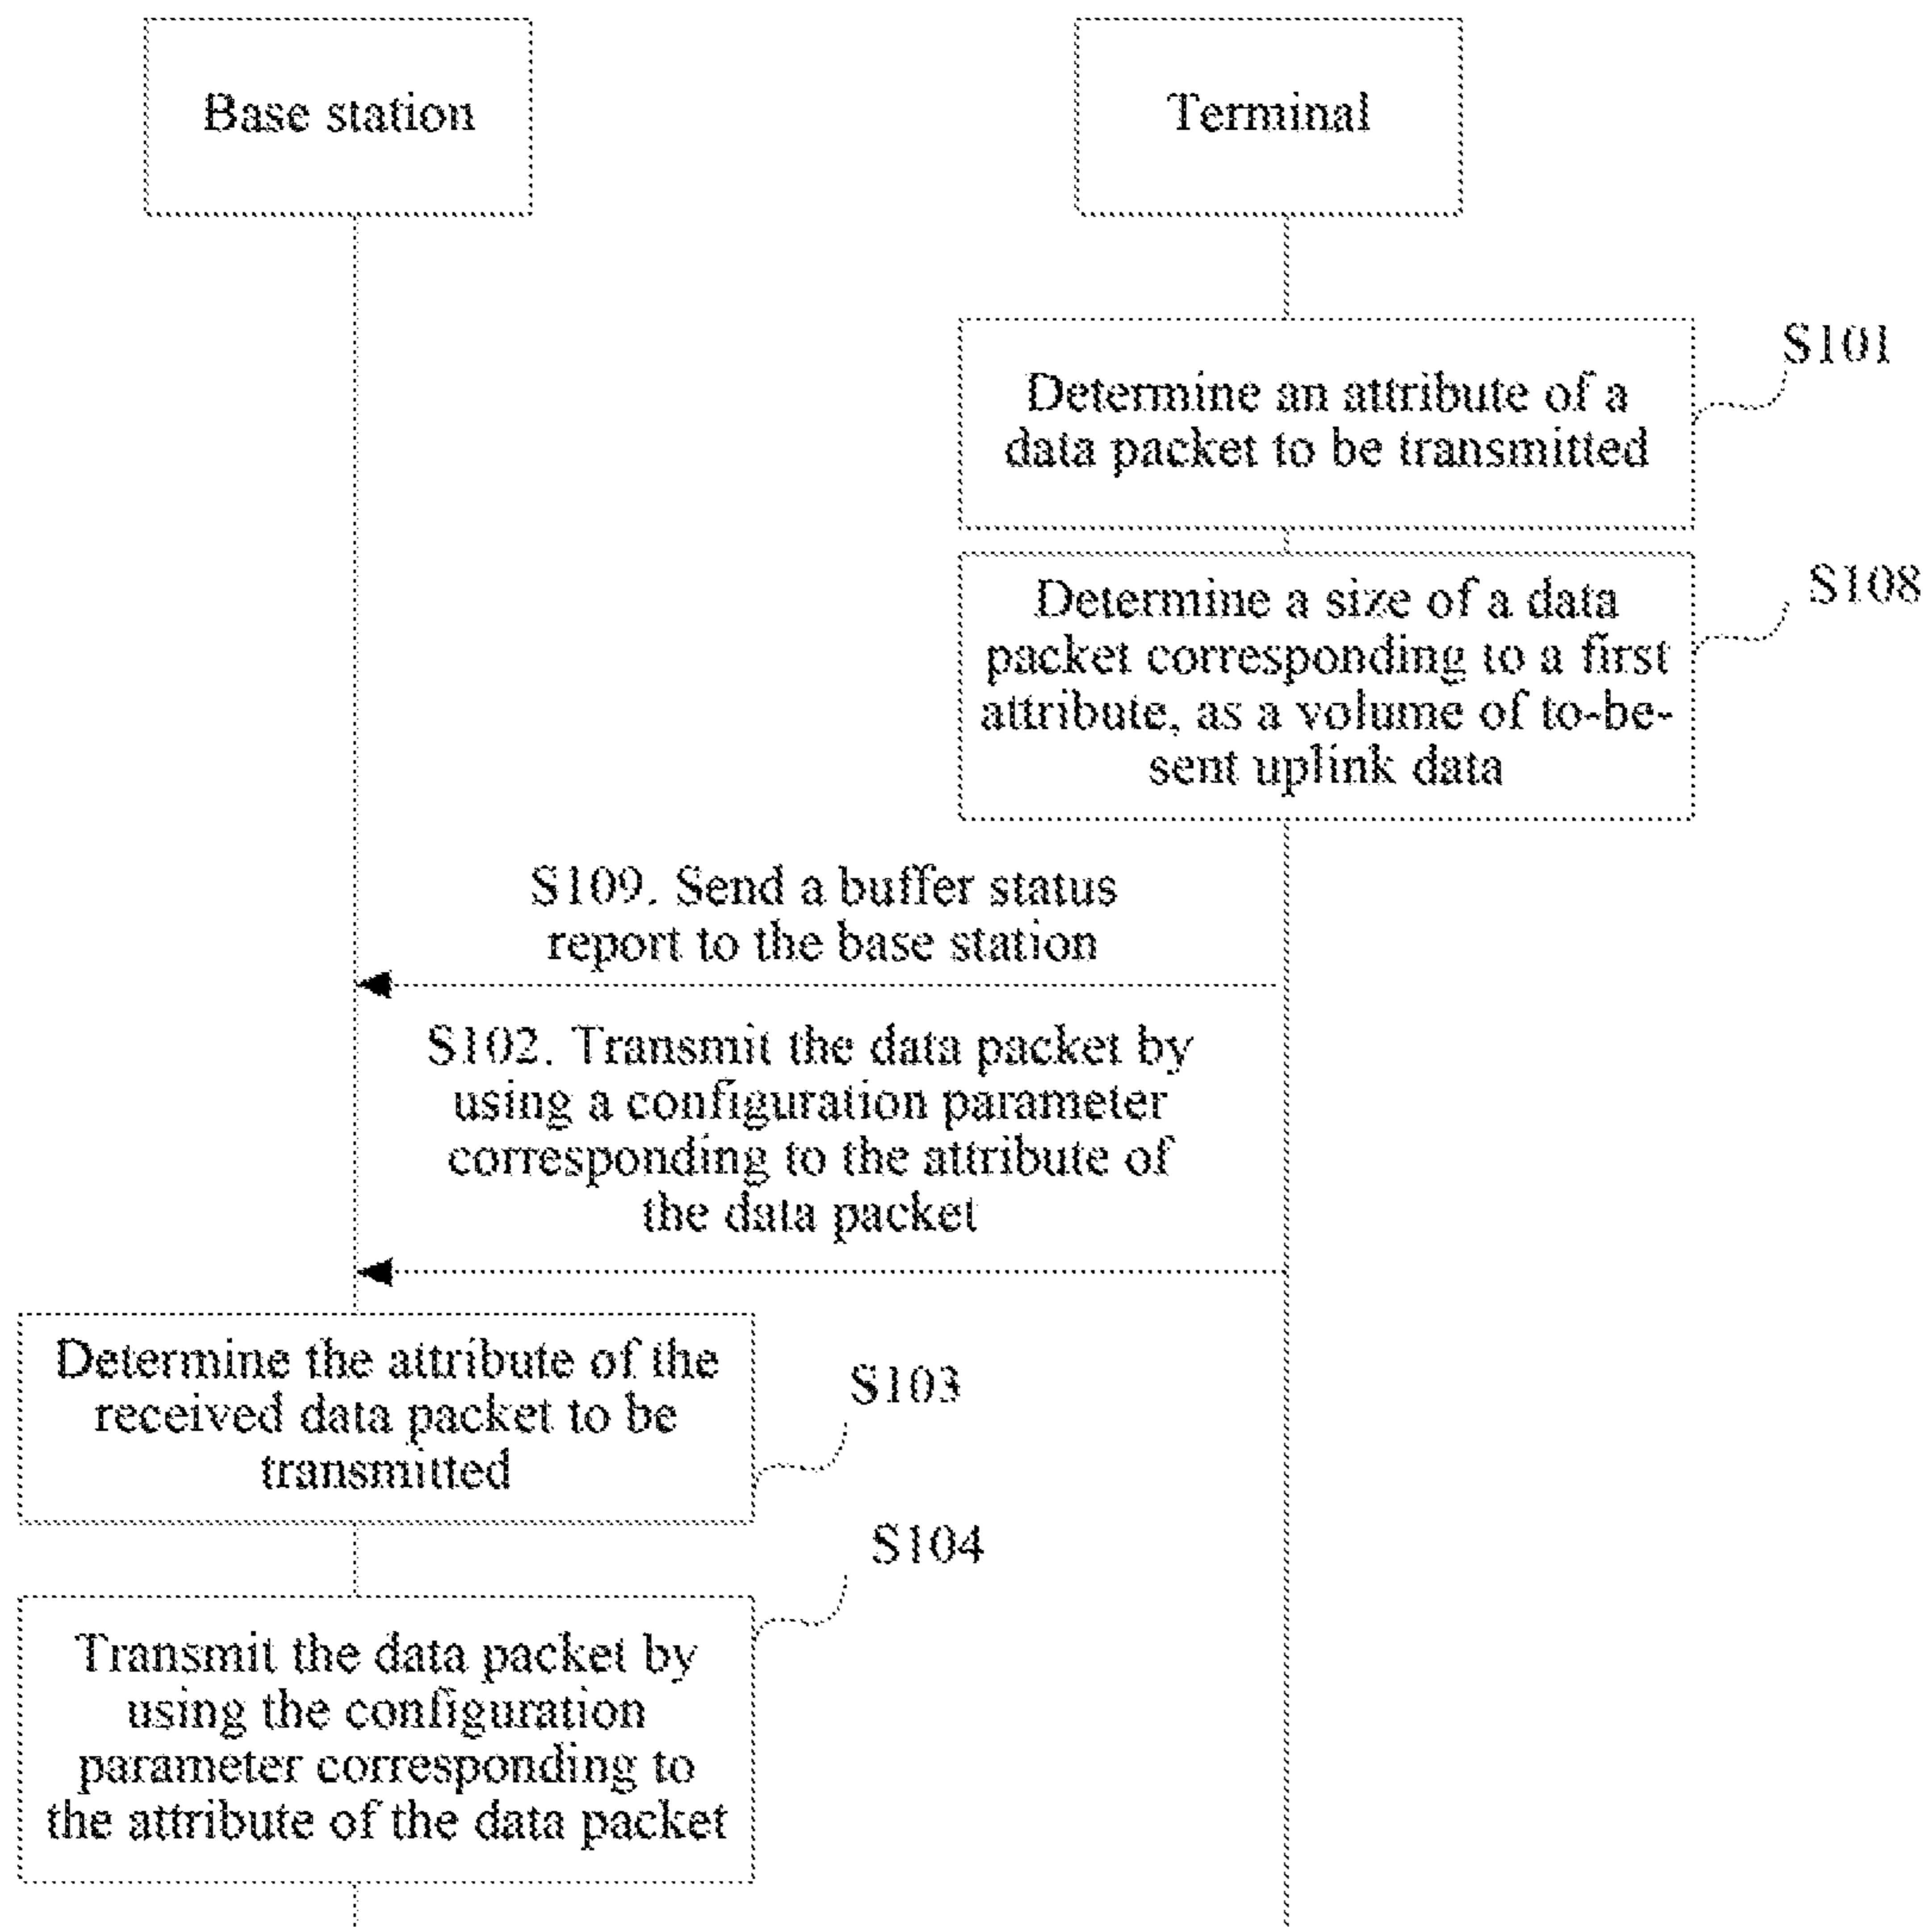 Base station
Terminal
Determine an attribute of a
data packet to be transmitted
S101
Determine a size of a data
packet corresponding to a first
attribute, as a volume of to-be-
sent uplink data
S108
S109. Send a buffer status
report to the base station
S102. Transmit the data packet by
using a configuration parameter
corresponding to the attribute of
the data packet
Determine the attribute of the
received data packet to be
transmitted
S103
S104
Transmit the data packet by
using the configuration
parameter corresponding to
the attribute of the data packet